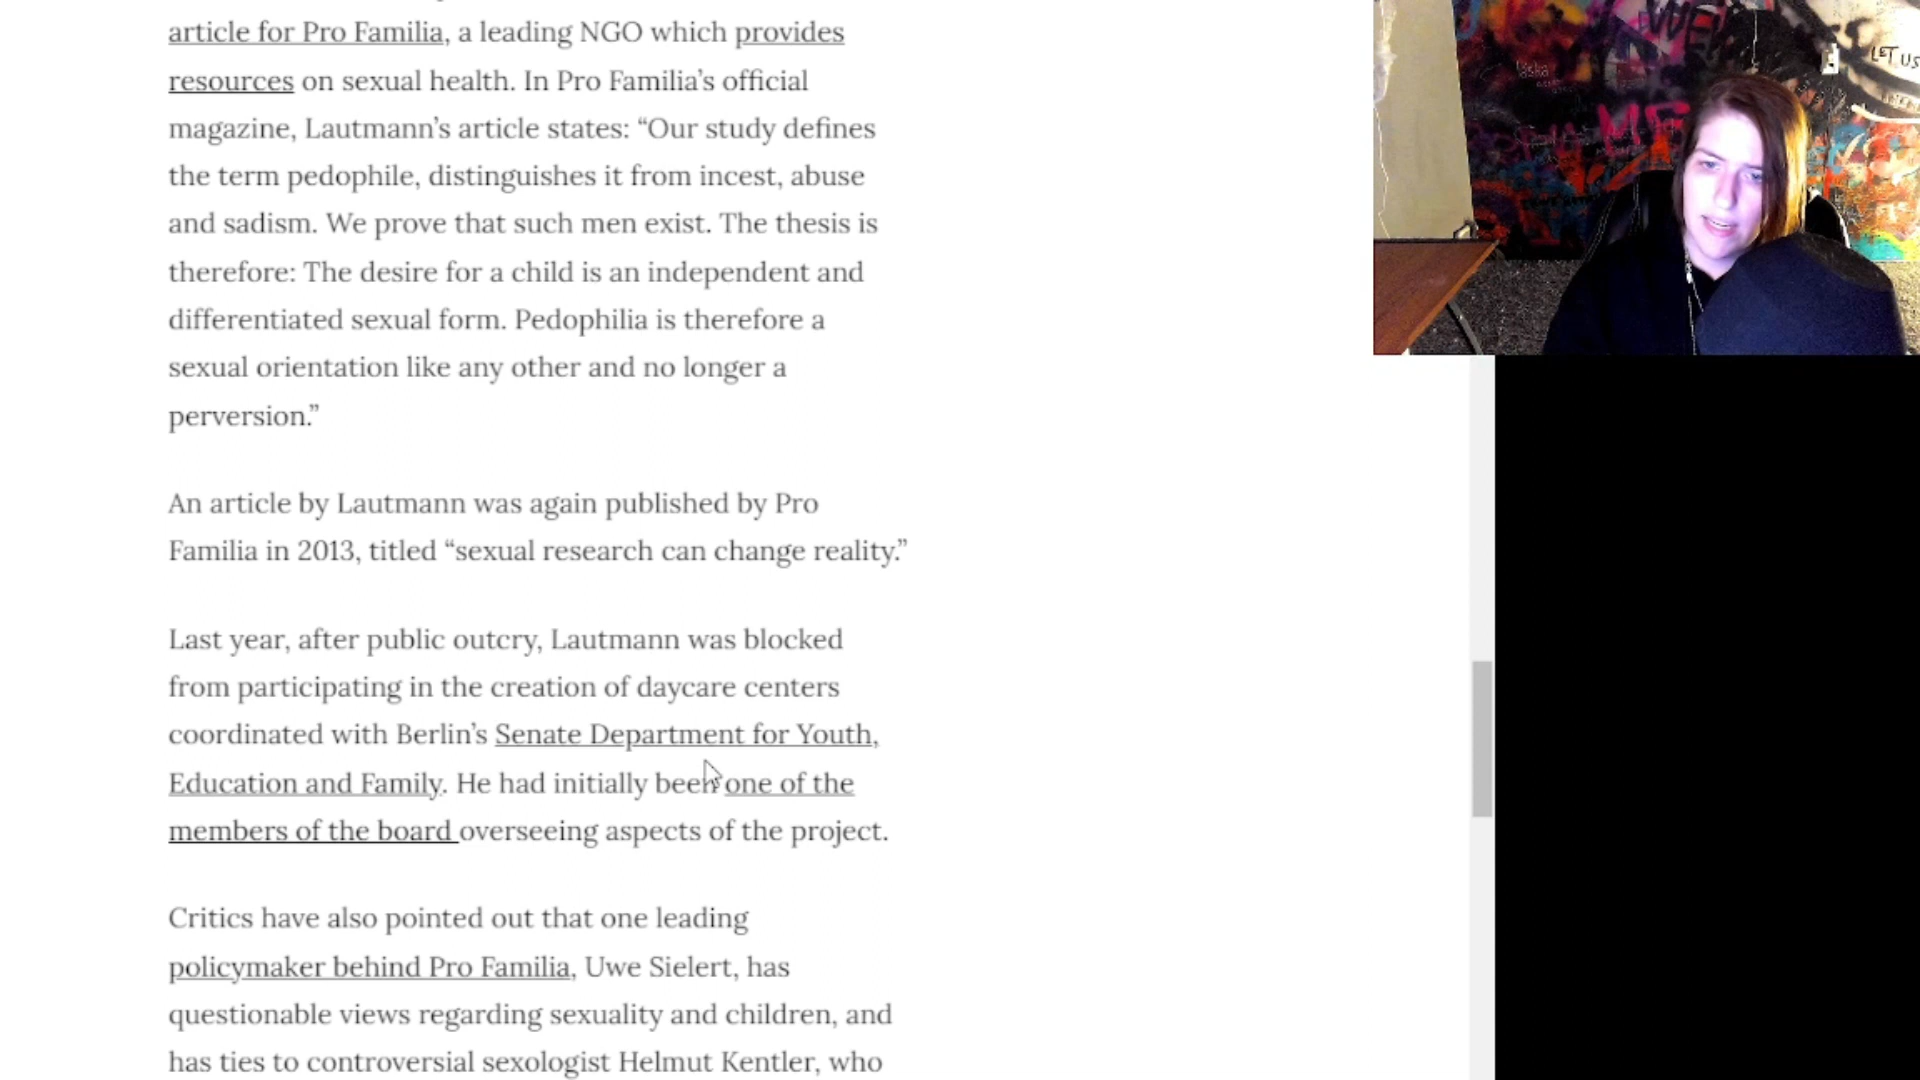 article for Pro Familia, a leading NGO which provides
resources on sexual health. In Pro Familia’s official
magazine, Lautmann’s article states: “Our study defines
the term pedophile, distinguishes it from incest, abuse
and sadism. We prove that such men exist. The thesis is
therefore: The desire for a child is an independent and
differentiated sexual form. Pedophilia is therefore a
sexual orientation like any other and no longer a
perversion.”
An article by Lautmann was again published by Pro
Familia in 2013, titled “sexual research can change reality.”
Last year, after public outcry, Lautmann was blocked
from participating in the creation of daycare centers
coordinated with Berlin’s Senate Department for Youth,
Education and Family. He had initially been one of the
members of the board overseeing aspects of the project.
Critics have also pointed out that one leading
policymaker behind Pro Familia, Uwe Sielert, has
questionable views regarding sexuality and children, and
has ties to controversial sexologist Helmut Kentler, who
LET US